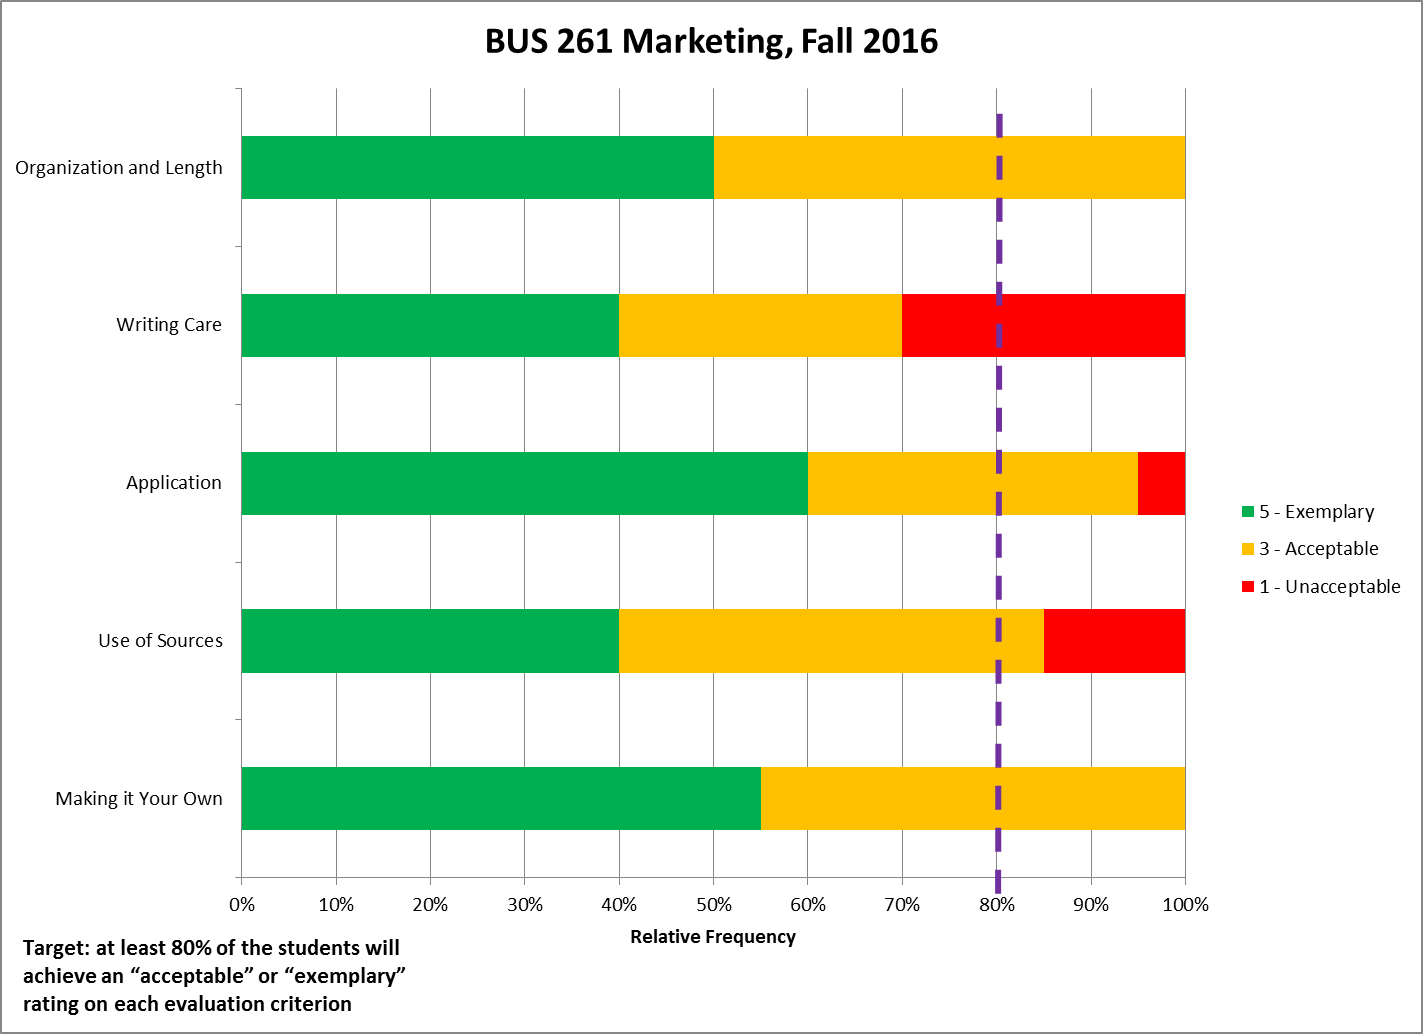 BUS 261 Marketing, Fall 2016
Organization and Length
Writing Care
Application
Use of Sources
Making it Your Own
5 - Exemplary
3 - Acceptable
1 - Unacceptable
0% 10% 20% 30% 40% 50% 60% 70% 80% 90% 100%
Relative Frequency
Target: at least 80% of the students will
achieve an “acceptable” or “exemplary”
rating on each evaluation criterion